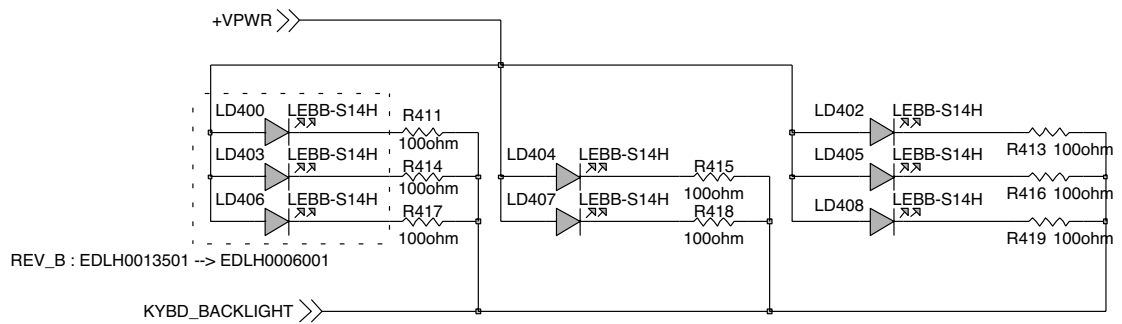 +VPWR
LD400 LEBB-S14H
R411
100ohm
LD403 LEBB-S14H
R414
100ohm
LD406 LEBB-S14H
R417
100ohm
LD404 LEBB-S14H
R415
100ohm
LD407 LEBB-S14H
R418
100ohm
LD402 LEBB-S14H
R413 100ohm
LD405 LEBB-S14H
R416 100ohm
LD408 LEBB-S14H
R419 100ohm
REV_B : EDLH0013501 --> EDLH0006001
KYBD_BACKLIGHT